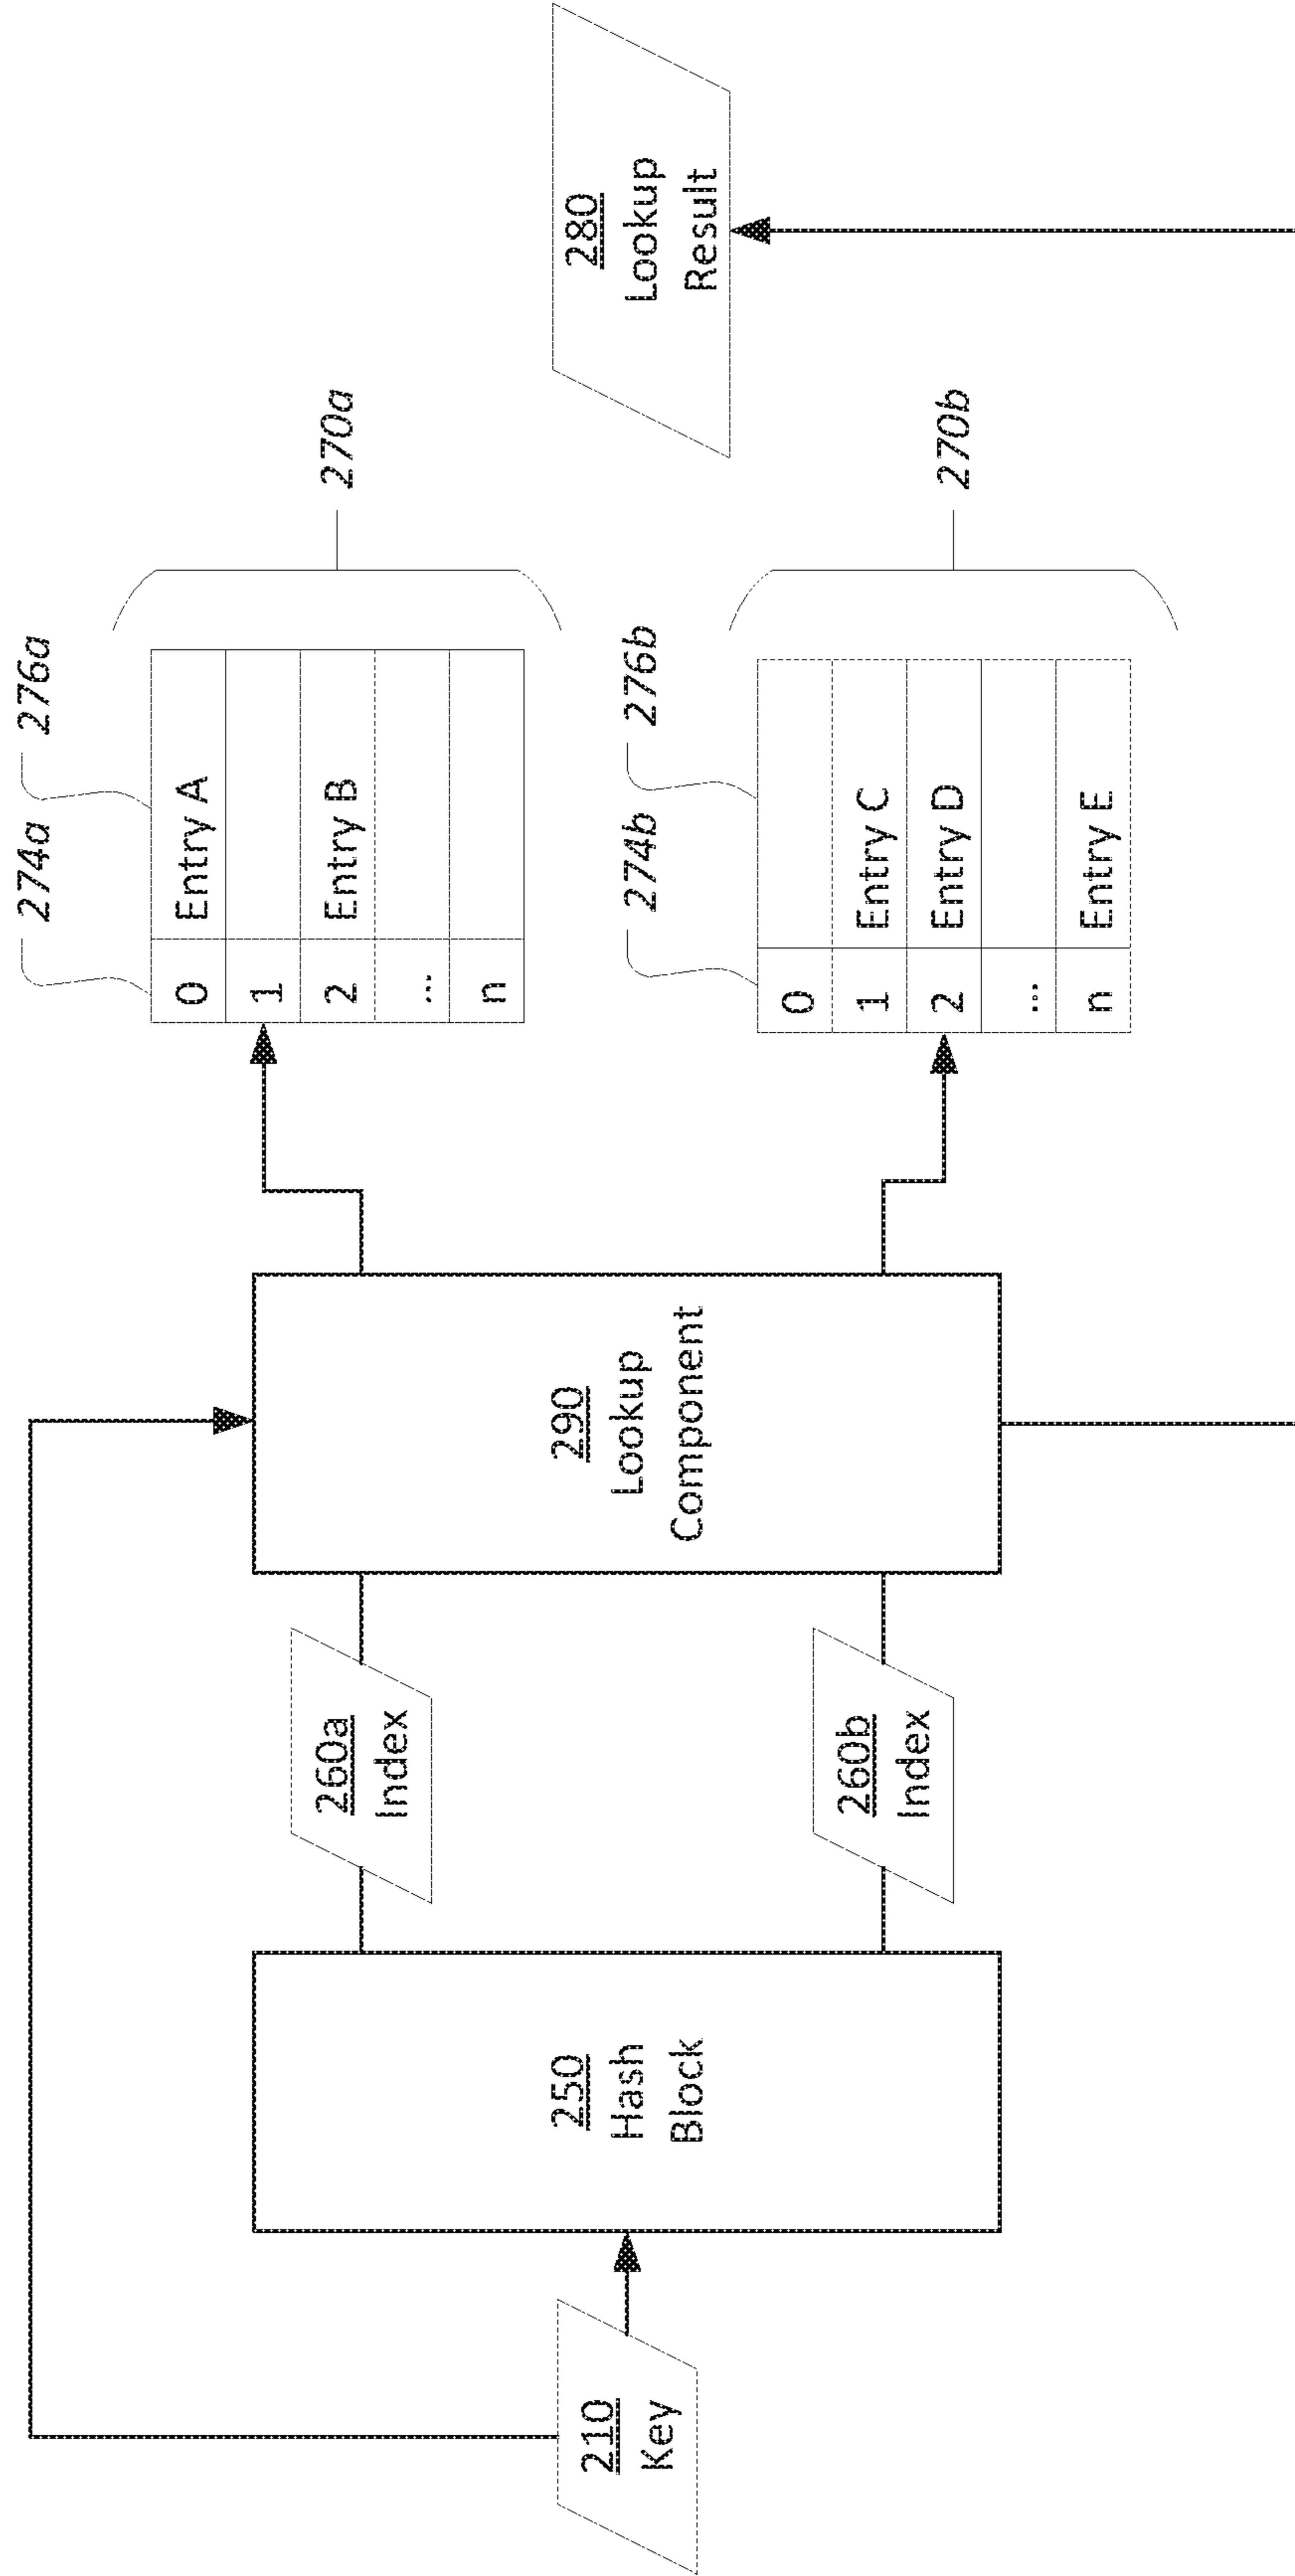 274a
276a
0
Entry A
1
2
Entry B
...
n
270a
210
Key
250
Hash
Block
260a
Index
260b
Index
290
Lookup
Component
280
Lookup
Result
274b
276b
0
1
Entry C
2
Entry D
...
n
Entry E
270b